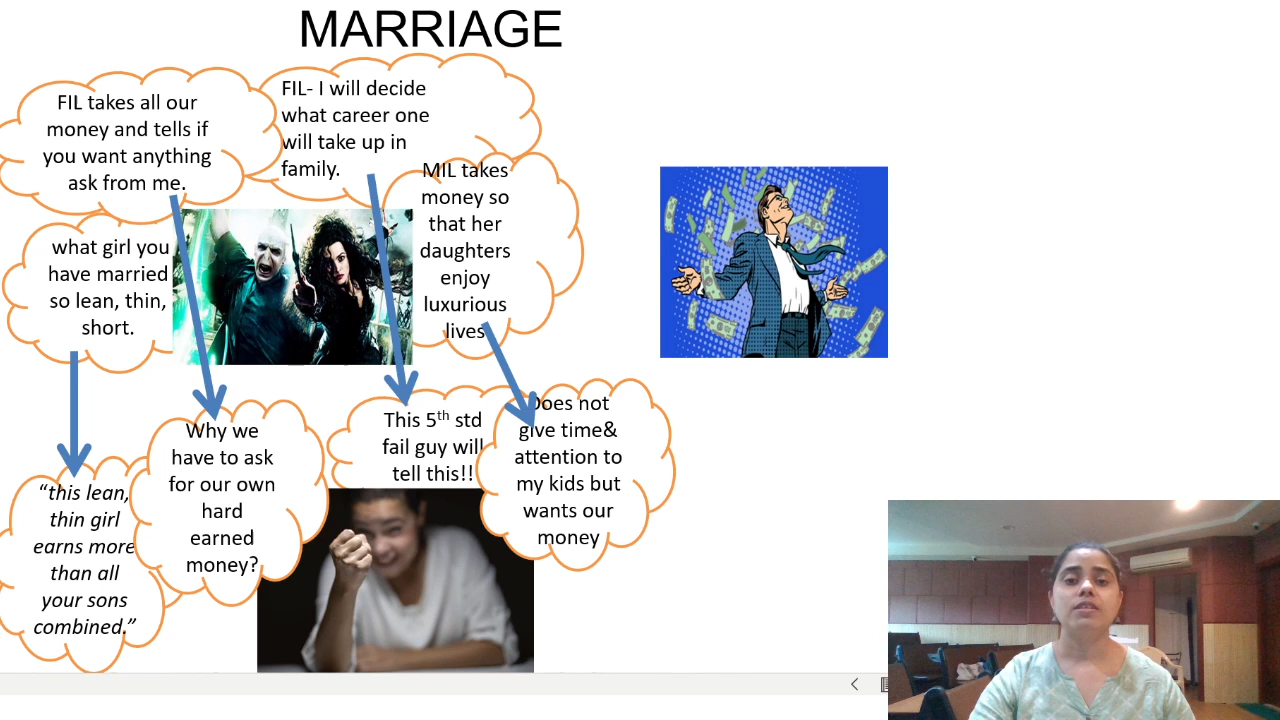 MARRIAGE
FIL takes all our
money and tells if
you want anything
ask from me.
FIL- I will decide
what career one
will take up in
family.
MIL takes
money so
that her
daughters
enjoy
luxurious
lives
what girl you
have married
so lean, thin,
short.
“this lean,
thin girl
earns more
than all
your sons
combined.”
Why we
have to ask
for our own
hard
earned
money?
This 5th std
fail guy will
tell this!!
Does not
give time&
attention to
my kids but
wants our
money